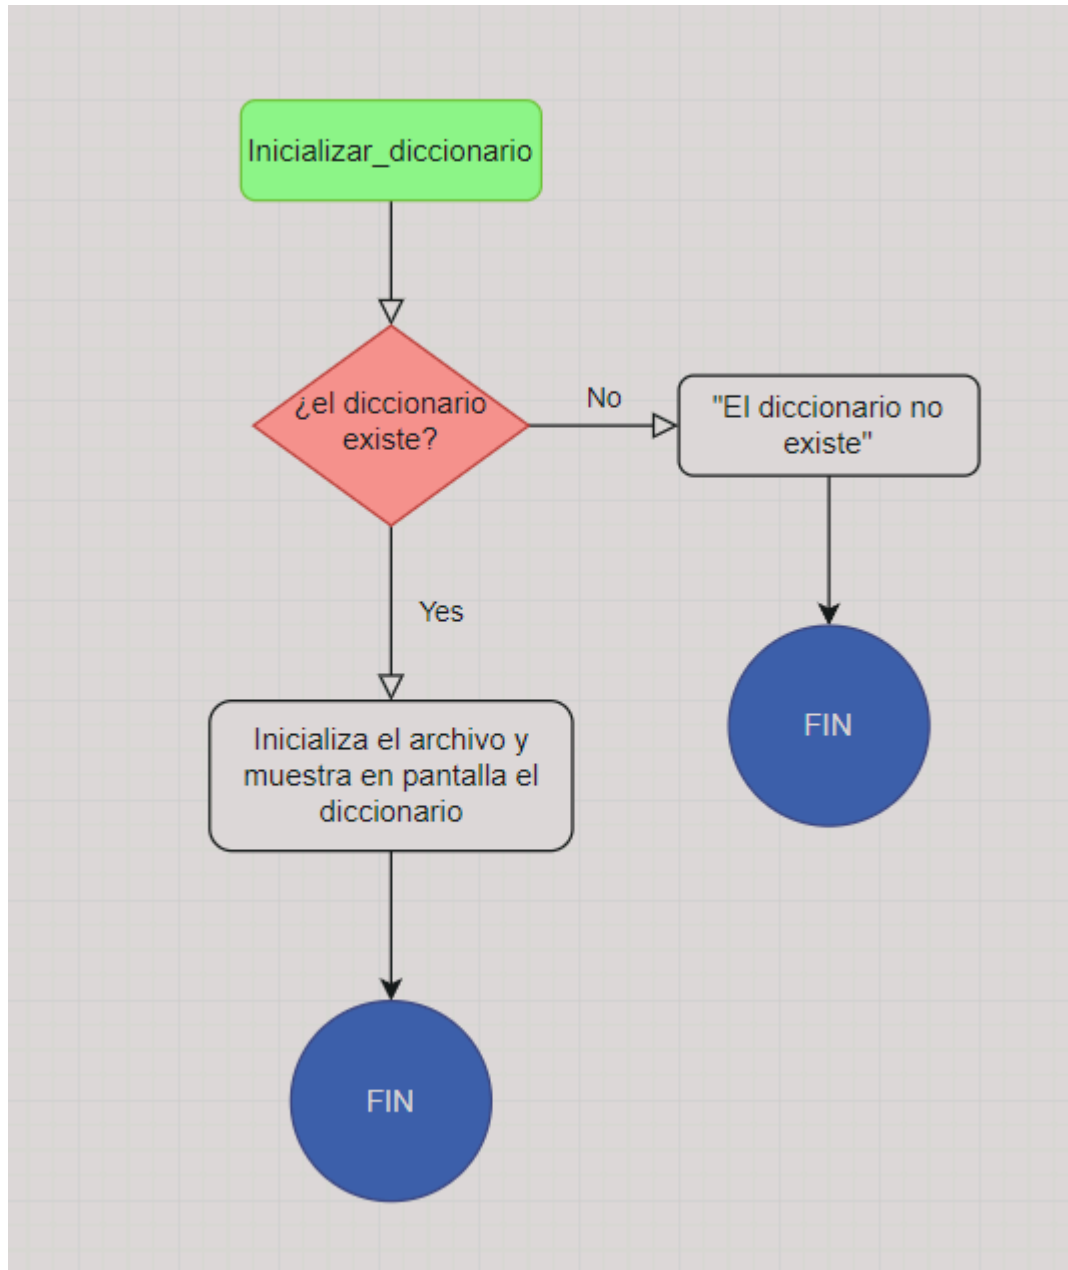 Inicializar_diccionario
¿el diccionario
existe?
No
"El diccionario no
existe"
Yes
FIN
Inicializa el archivo y
muestra en pantalla el
diccionario
FIN